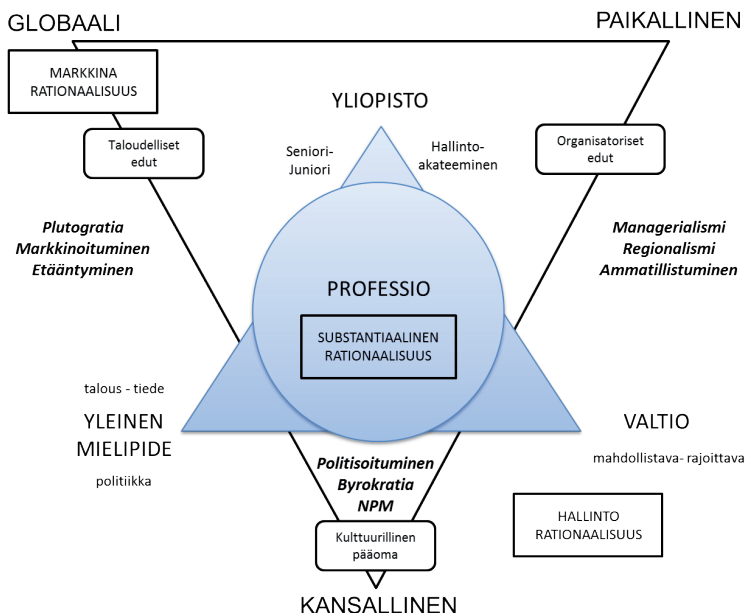 GLOBAALI
PAIKALLINEN
MARKKINA
RATIONAALISUUS
YLIOPISTO
Taloudelliset
edut
Seniori-
Juniori
Hallinto-
akateeminen
Organisatoriset
edut
Plutogratia
Markkinoituminen
Etääntyminen
Managerialismi
Regionalismi
Ammatillistuminen
PROFESSIO
SUBSTANTIAALINEN
RATIONAALISUUS
talous - tiede
YLEINEN
MIELIPIDE
politiikka
VALTIO
mahdollistava- rajoittava
Politisoituminen
Byrokratia
NPM
HALLINTO
RATIONAALISUUS
Kulttuurillinen
pääoma
KANSALLINEN